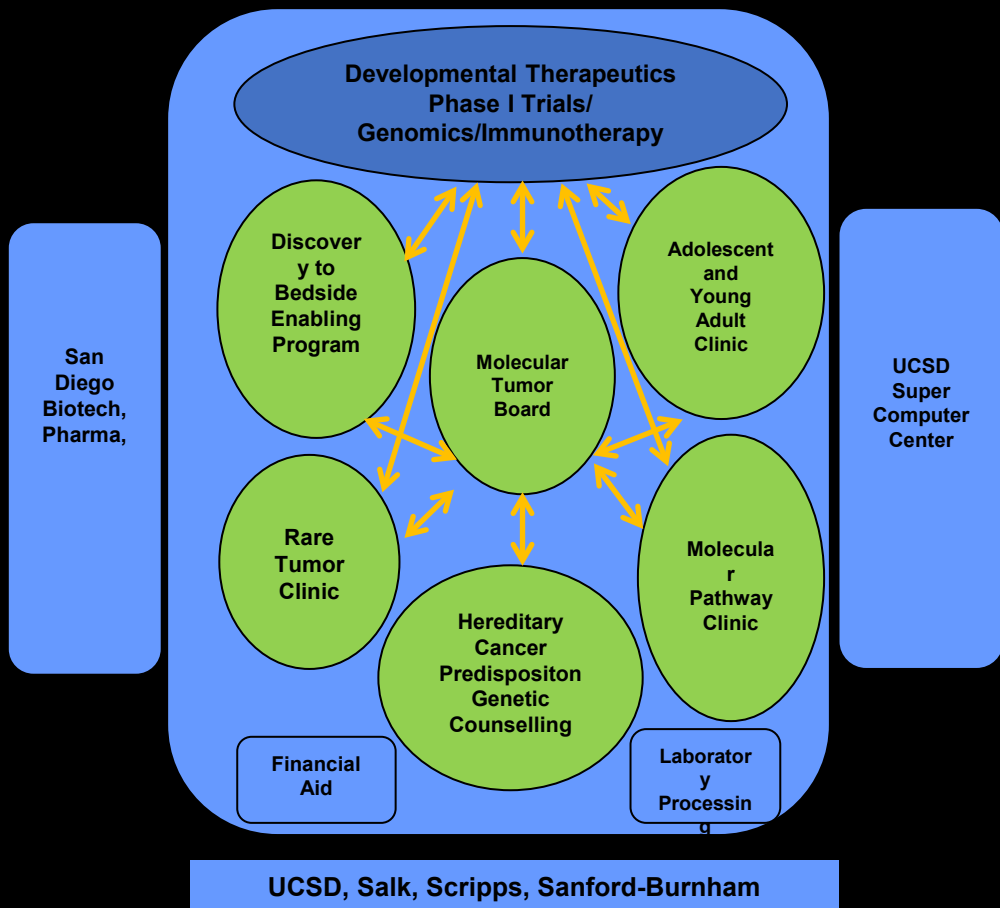 Developmental Therapeutics
Phase I Trials/
Genomics/Immunotherapy
Discover
y to
Bedside
Enabling
Program
Adolescent
and
Young
Adult
Clinic
Molecular
Tumor
Board
San
Diego
Biotech,
Pharma,
UCSD
Super
Computer
Center
Rare
Tumor
Clinic
Molecula
r
Pathway
Clinic
Hereditary
Cancer
Predispositon
Genetic
Counselling
Financial
Aid
Laborator
y
Processin
g
UCSD, Salk, Scripps, Sanford-Burnham